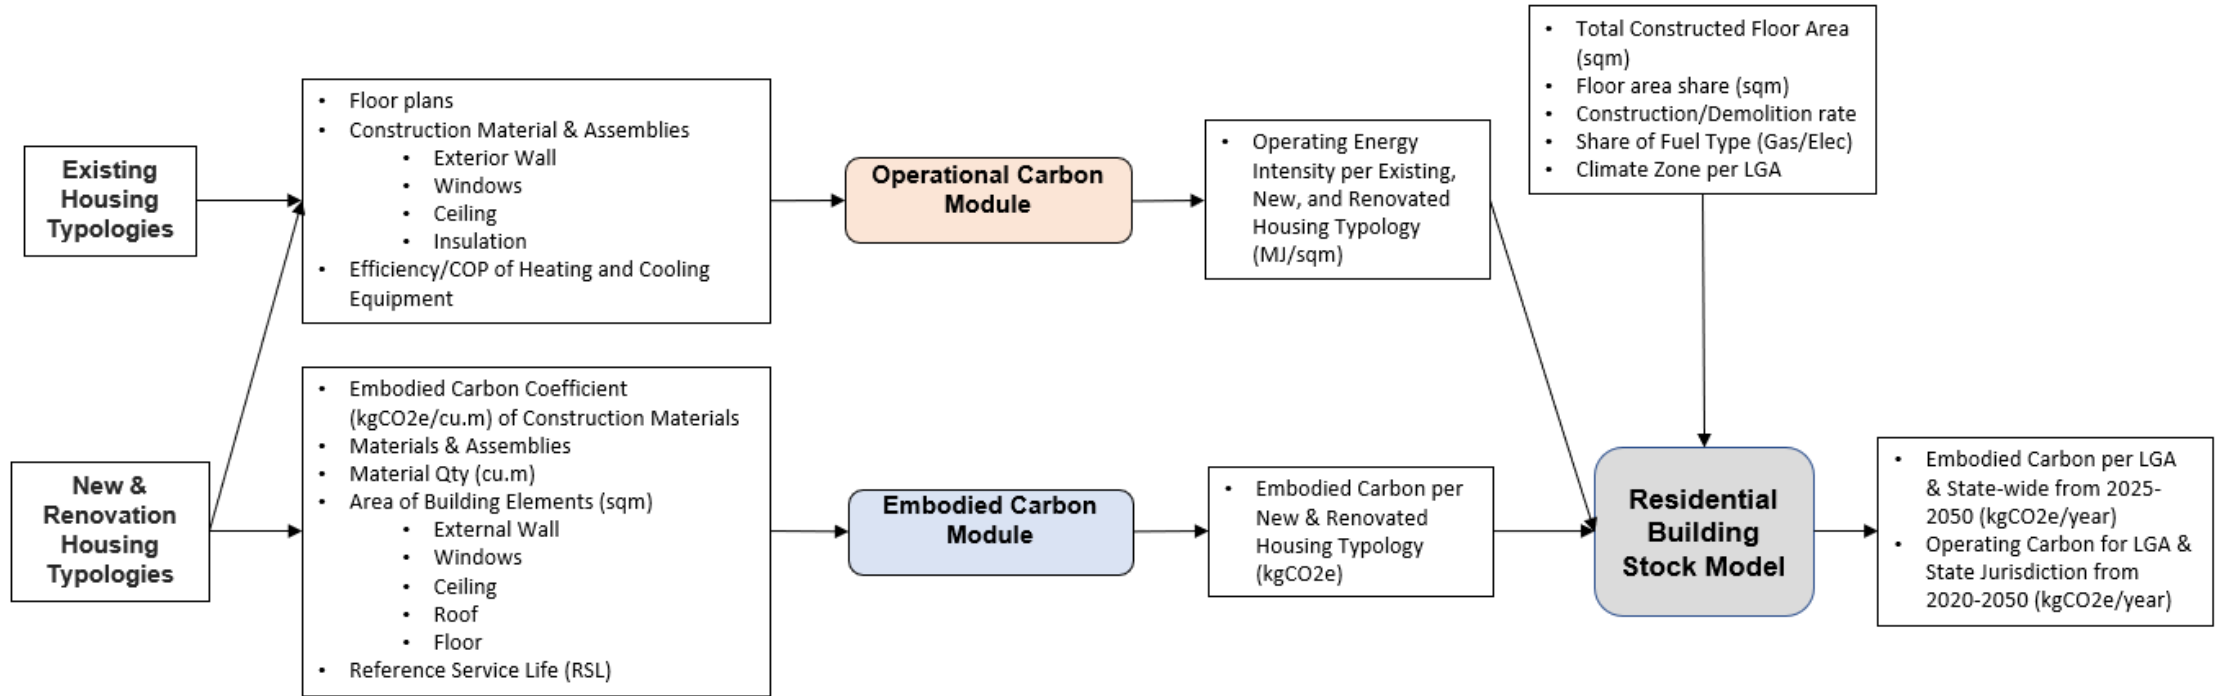 Existing
Housing
Typologies
New &
Renovation
Housing
Typologies
• Floor plans
• Construction Material & Assemblies
• Exterior Wall
• Windows
• Ceiling
• Insulation
• Efficiency/COP of Heating and Cooling
Equipment
• Embodied Carbon Coefficient
(kgCO2e/cu.m) of Construction Materials
• Materials & Assemblies
• Material Qty (cu.m)
• Area of Building Elements (sqm)
• External Wall
• Windows
• Ceiling
• Roof
• Floor
• Reference Service Life (RSL)
Operational Carbon
Module
Embodied Carbon
Module
• Operating Energy
Intensity per Existing,
New, and Renovated
Housing Typology
(MJ/sqm)
• Embodied Carbon per
New & Renovated
Housing Typology
(kgCO2e)
• Total Constructed Floor Area
(sqm)
• Floor area share (sqm)
• Construction/Demolition rate
• Share of Fuel Type (Gas/Elec)
• Climate Zone per LGA
Residential
Building
Stock Model
• Embodied Carbon per LGA
& State-wide from 2025-
2050 (kgCO2e/year)
• Operating Carbon for LGA &
State Jurisdiction from
2020-2050 (kgCO2e/year)